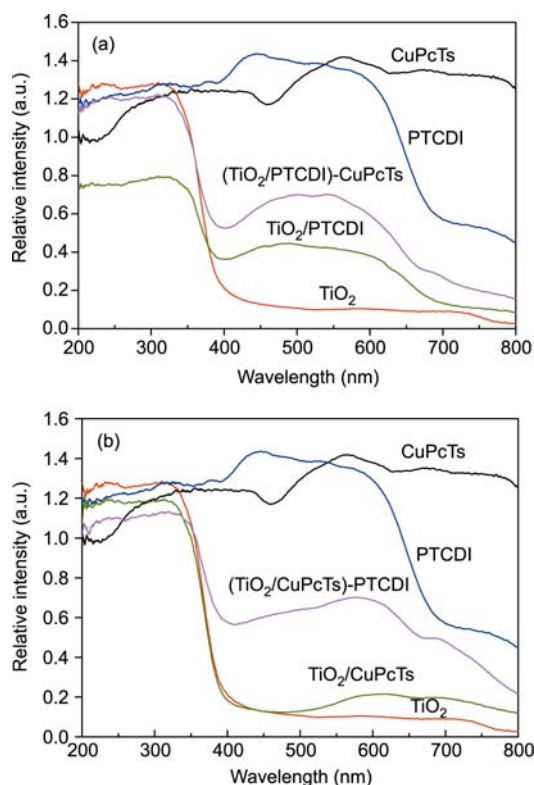 (a)
CuPcTs
PTCDI
(TiO2/PTCDI)-CuPcTs
TiO2/PTCDI
TiO2
Relative intensity (a.u.)
1.6
1.4
1.2
1.0
0.8
0.6
0.4
0.2
0.0
200 300 400 500 600 700 800
Wavelength (nm)
(b)
CuPcTs
PTCDI
(TiO2/CuPcTs)-PTCDI
TiO2/CuPcTs
TiO2
Relative intensity (a.u.)
1.6
1.4
1.2
1.0
0.8
0.6
0.4
0.2
0.0
200 300 400 500 600 700 800
Wavelength (nm)